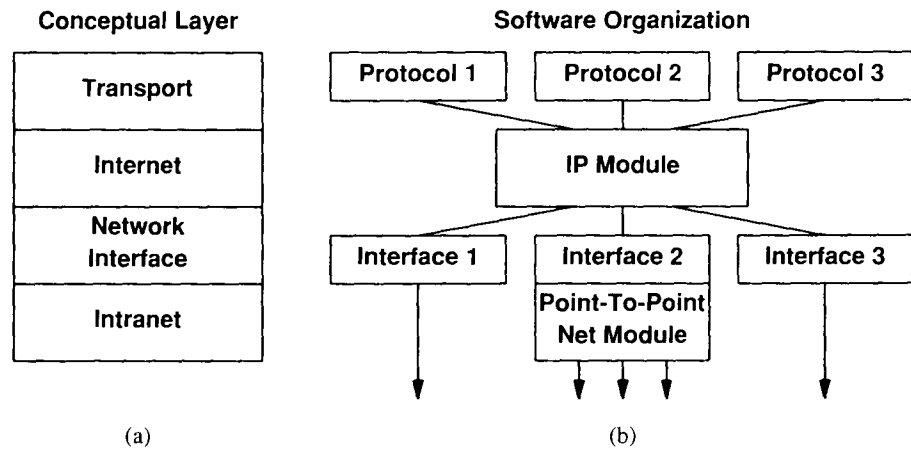 Conceptual Layer
Transport
Internet
Network
Interface
Intranet
(a)
Software Organization
Protocol 1
Protocol 2
Protocol 3
IP Module
Interface 1
Interface 2
Interface 3
Point-To-Point
Net Module
(b)